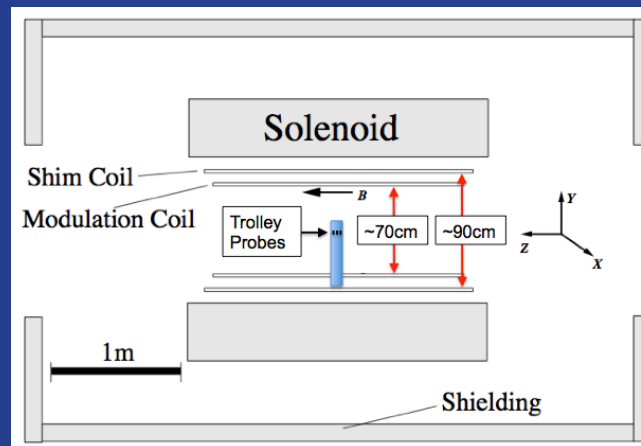 Solenoid
Shim Coil
Modulation Coil
B
Trolley
Probes
~70cm
~90cm
Y
Z
X
1m
Shielding